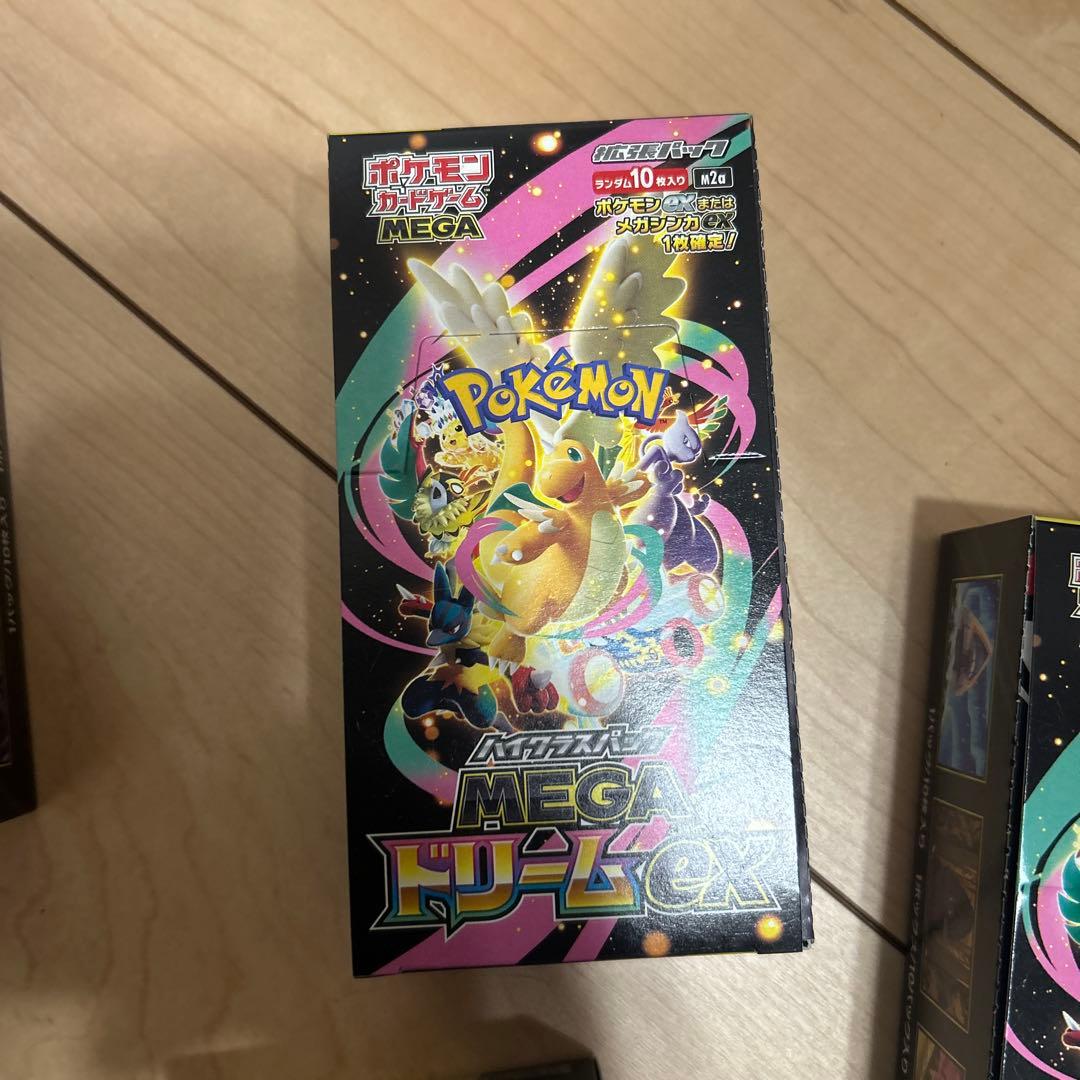 ポケモン
カードゲーム
MEGA
拡張パック
ランダム10枚入り M2a
ポケモンexまたは
メガシンカex
1枚確定!
POKéMON
TM
ハイクラスパック
MEGA
ドリームex